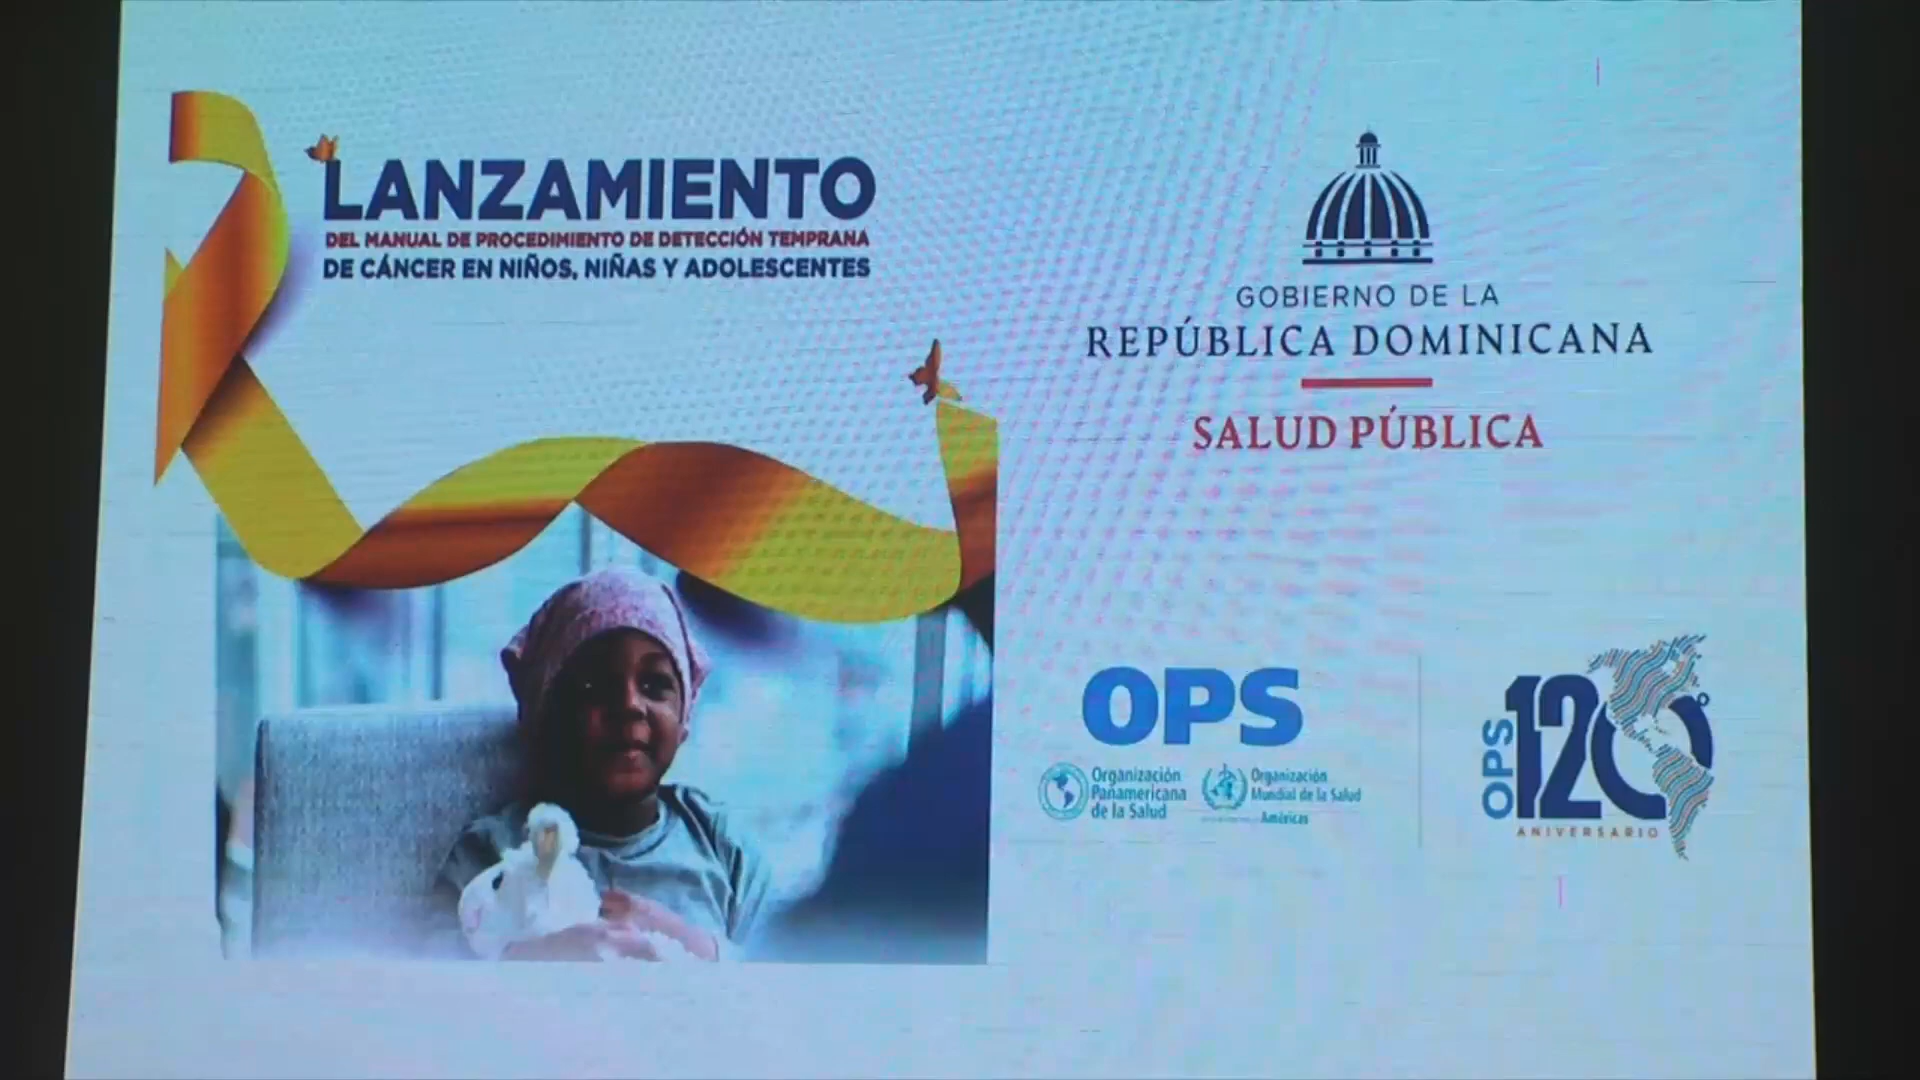 LANZAMIENTO
DEL MANUAL DE PROCEDIMIENTO DE DETECCIÓN TEMPRANA
DE CÁNCER EN NIÑOS, NIÑAS Y ADOLESCENTES
GOBIERNO DE LA
REPÚBLICA DOMINICANA
SALUD PÚBLICA
OPS
Organización
Panamericana
de la Salud
Organización
Mundial de la Salud
Américas
OPS
120º
ANIVERSARIO